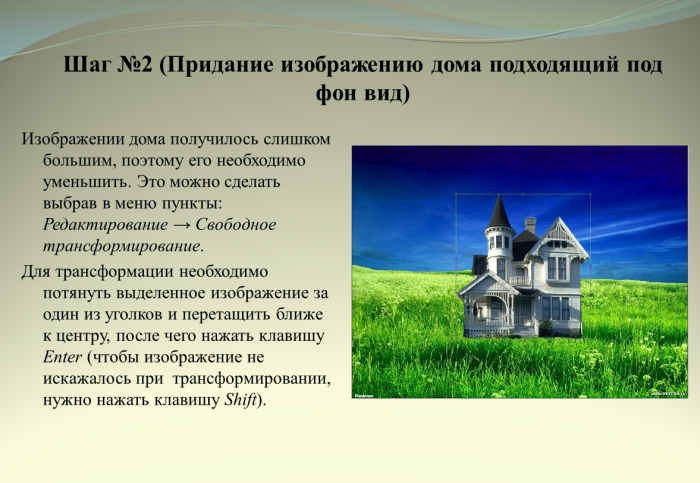 Шаг №2 (Придание изображению дома подходящий под
фон вид)
Изображении дома получилось слишком
большим, поэтому его необходимо
уменьшить. Это можно сделать
выбрав в меню пункты:
Редактирование → Свободное
трансформирование.
Для трансформации необходимо
потянуть выделенное изображение за
один из уголков и перетащить ближе
к центру, после чего нажать клавишу
Enter (чтобы изображение не
искажалось при трансформировании,
нужно нажать клавишу Shift).